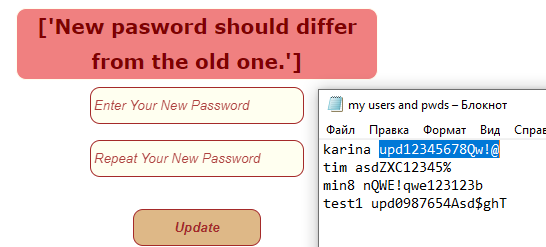 ['New pasword should differ
from the old one.']
Enter Your New Password
Repeat Your New Password
Update
my users and pwds – Блокнот
Файл Правка Формат Вид Справ
karina upd12345678Qw!@
tim asdZXC12345%
min8 nQWE!qwe123123b
test1 upd0987654Asd$ghT